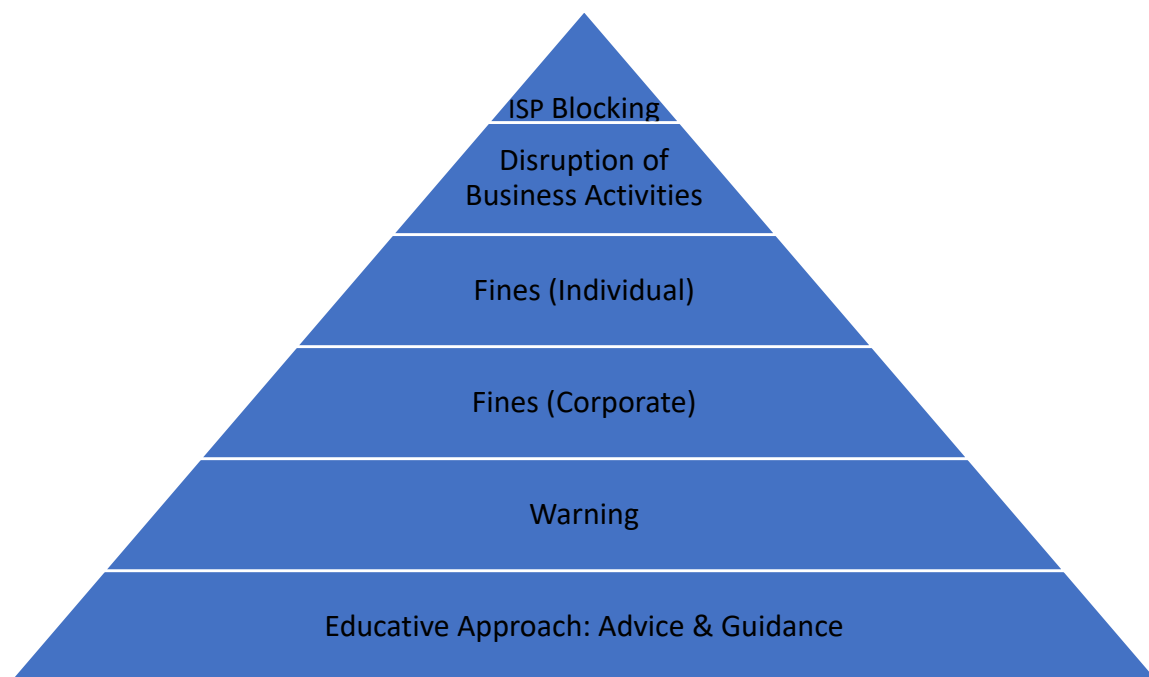 ISP Blocking
Disruption of
Business Activities
Fines (Individual)
Fines (Corporate)
Warning
Educative Approach: Advice & Guidance